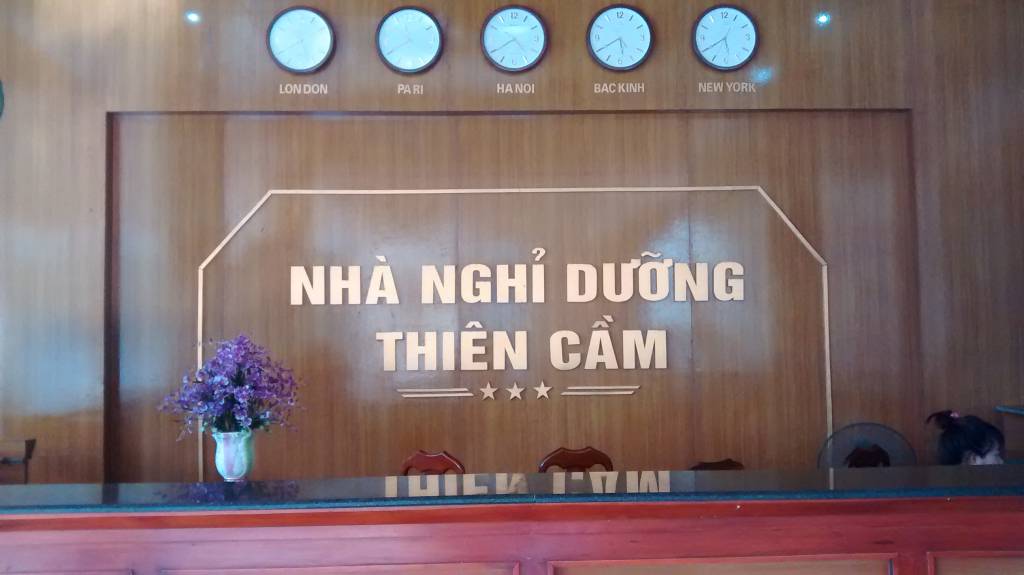 LONDON PARI HANOI BAC KINH NEW YORK
NHÀ NGHỈ DƯỠNG
THIÊN CẦM